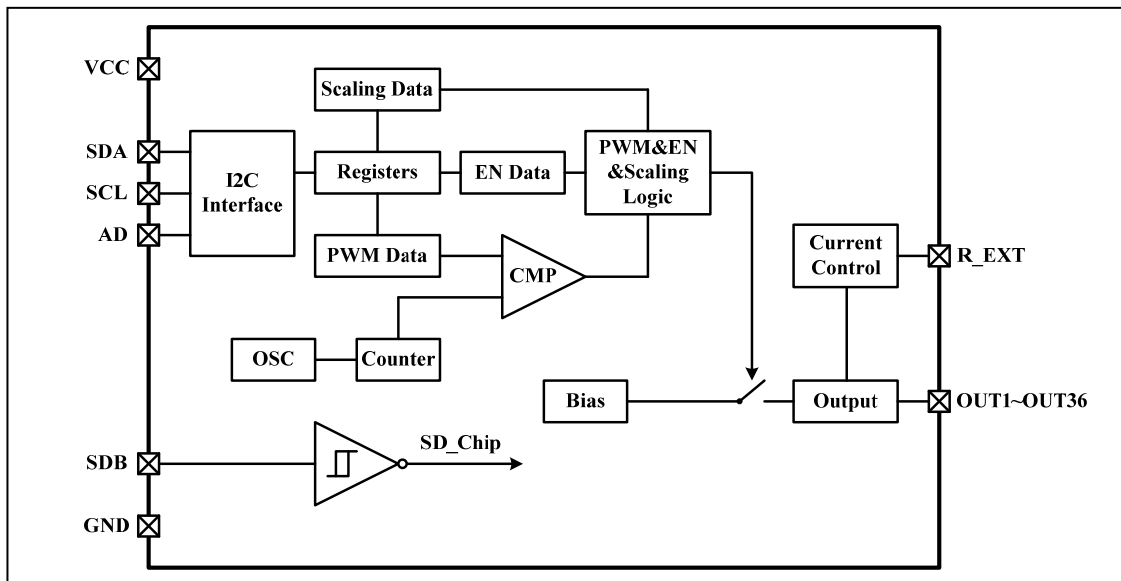 VCC
Scaling Data
SDA
SCL
AD
I2C
Interface
Registers
EN Data
PWM&EN
&Scaling
Logic
PWM Data
CMP
Current
Control
R_EXT
OSC
Counter
Bias
Output
OUT1~OUT36
SDB
SD_Chip
GND